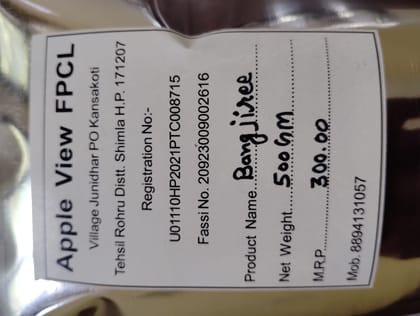 Apple View FPCL
Village Junidhar PO Kansakoti
Tehsil Rohru Distt. Shimla H.P. 171207
Registration No:-
U01110HP2021PTC008715
Fassi No. 20923009002616
Product Name Bangjiree
Net Weight 500GM
M.R.P. 300.00
Mob. 8894131057